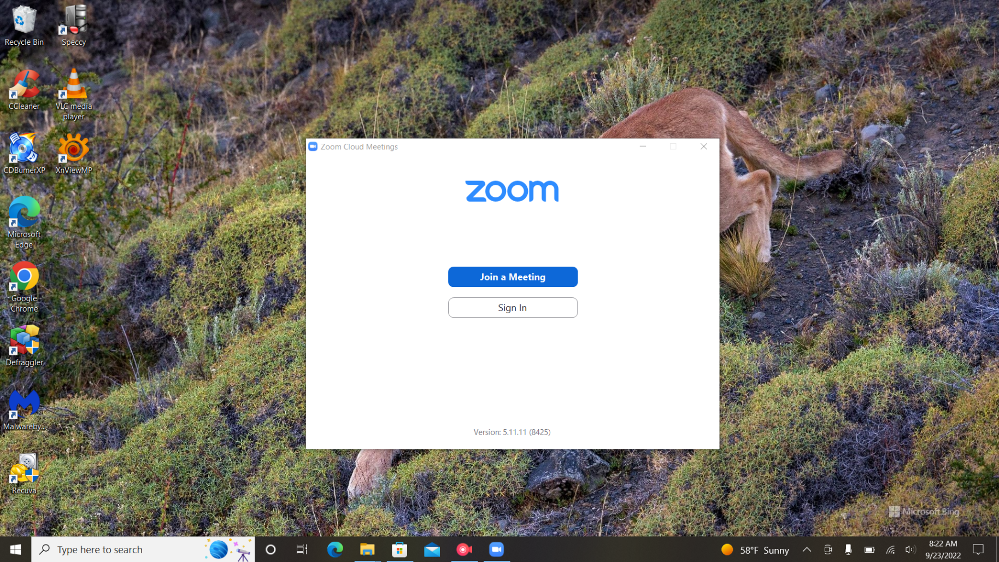 Recycle Bin
Speccy
CCleaner
VLC media
player
CDBurnerXP
XnViewMP
Microsoft
Edge
Google
Chrome
Defraggler
Malwareby...
Recuva
Zoom Cloud Meetings
zoom
Join a Meeting
Sign In
Version: 5.11.11 (8425)
Microsoft Bing
Type here to search
58°F Sunny
8:22 AM
9/23/2022